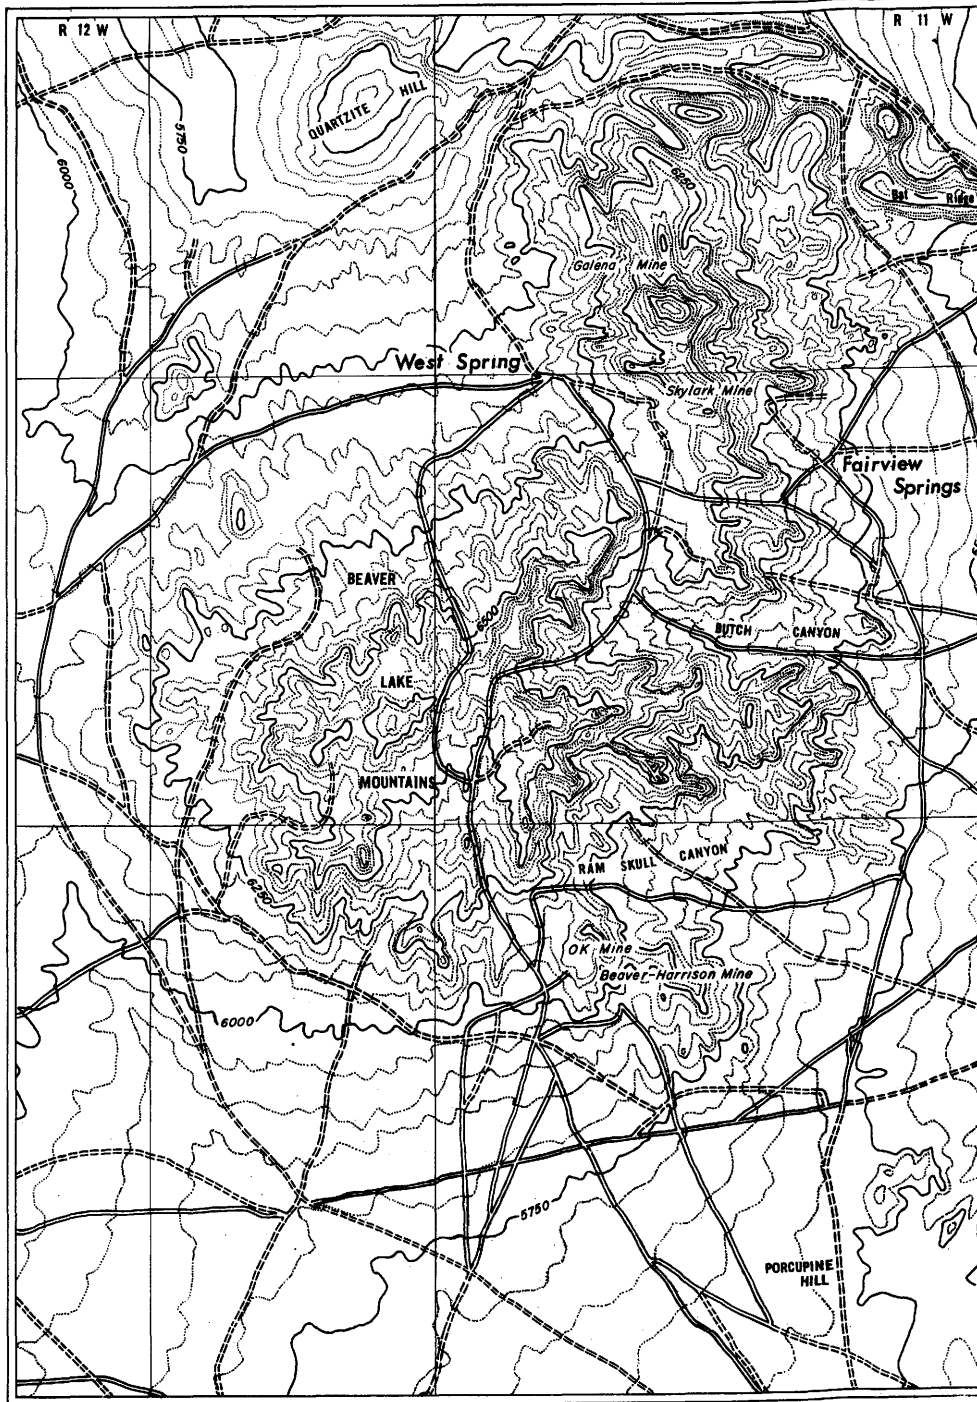 R 12 W
R 11 W
QUARTZITE HILL
5750
6000
6250
Bat Ridge
Galena Mine
West Spring
Skylark Mine
Fairview
Springs
BEAVER
6500
BUTCH CANYON
LAKE
MOUNTAINS
RAM SKULL CANYON
6250
OK Mine
Beaver-Harrison Mine
6000
5750
PORCUPINE
HILL